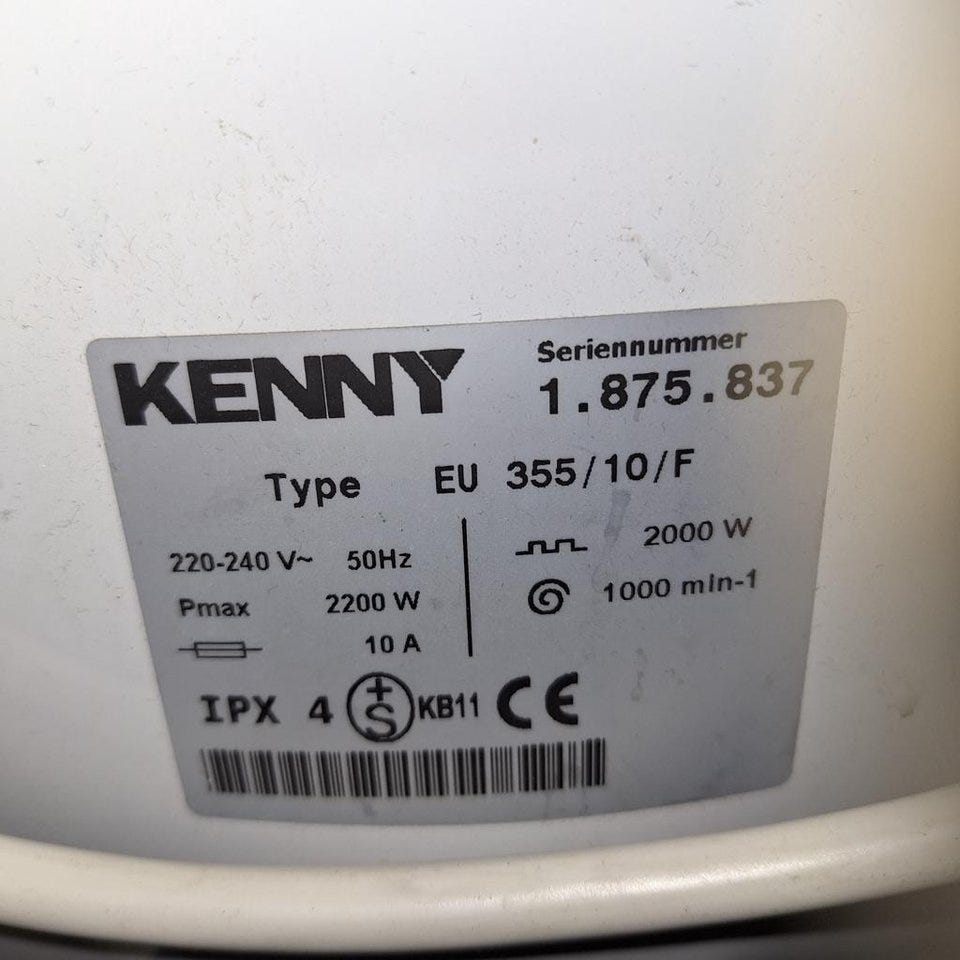 KENNY
Seriennummer
1.875.837
Type EU 355/10/F
220-240 V~ 50Hz
Pmax 2200 W
10 A
2000 W
1000 min-1
IPX 4 +S KB11 CE